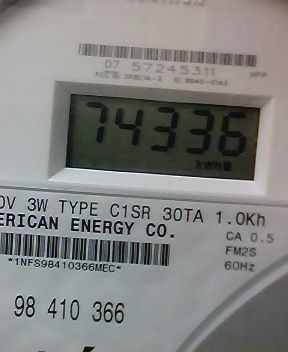 07 57245311
74336
kWh
0V 3W TYPE C1SR 30TA 1.0Kh
ERICAN ENERGY CO.
CA 0.5
FM2S
60Hz
*1NFS98410366MEC*
98 410 366